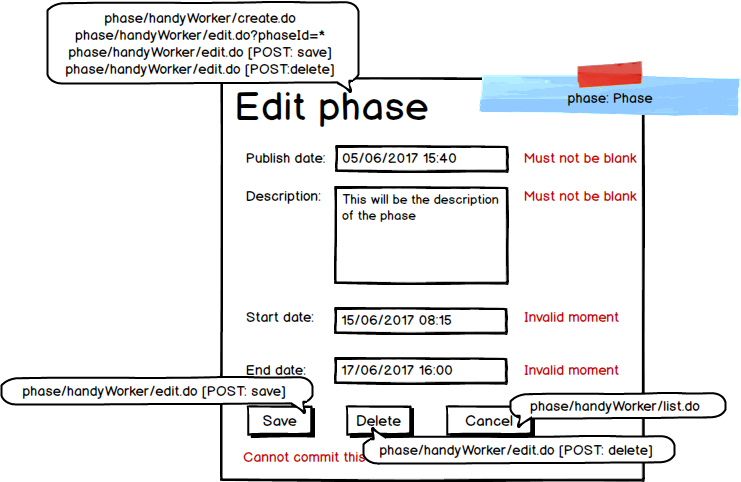 phase/handyWorker/create.do
phase/handyWorker/edit.do?phaseId=*
phase/handyWorker/edit.do [POST: save]
phase/handyWorker/edit.do [POST:delete]
phase: Phase
Edit phase
Publish date: 05/06/2017 15:40 Must not be blank
Description: This will be the description Must not be blank
of the phase
Start date: 15/06/2017 08:15 Invalid moment
End date: 17/06/2017 16:00 Invalid moment
phase/handyWorker/edit.do [POST: save]
phase/handyWorker/list.do
Save Delete Cancel
phase/handyWorker/edit.do [POST: delete]
Cannot commit this